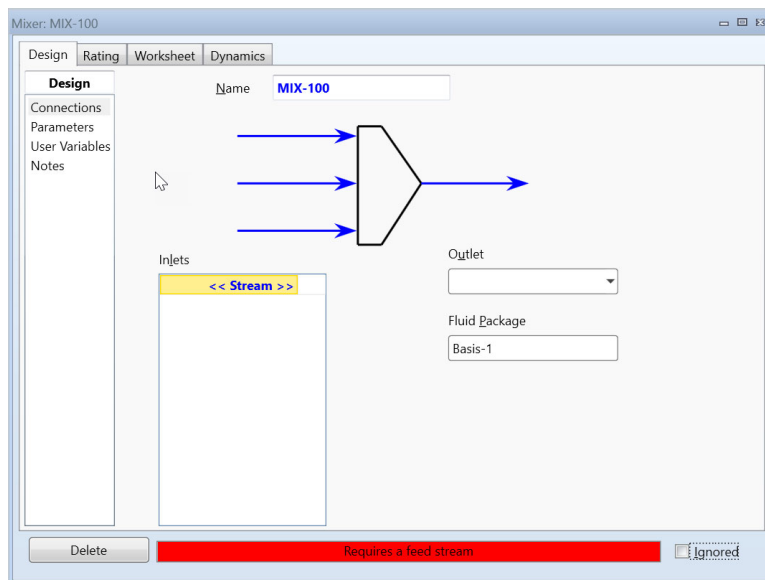 Mixer: MIX-100
Design Rating Worksheet Dynamics
Design
Connections
Parameters
User Variables
Notes
Name MIX-100
Inlets
<< Stream >>
Outlet
Fluid Package
Basis-1
Delete
Requires a feed stream
Ignored